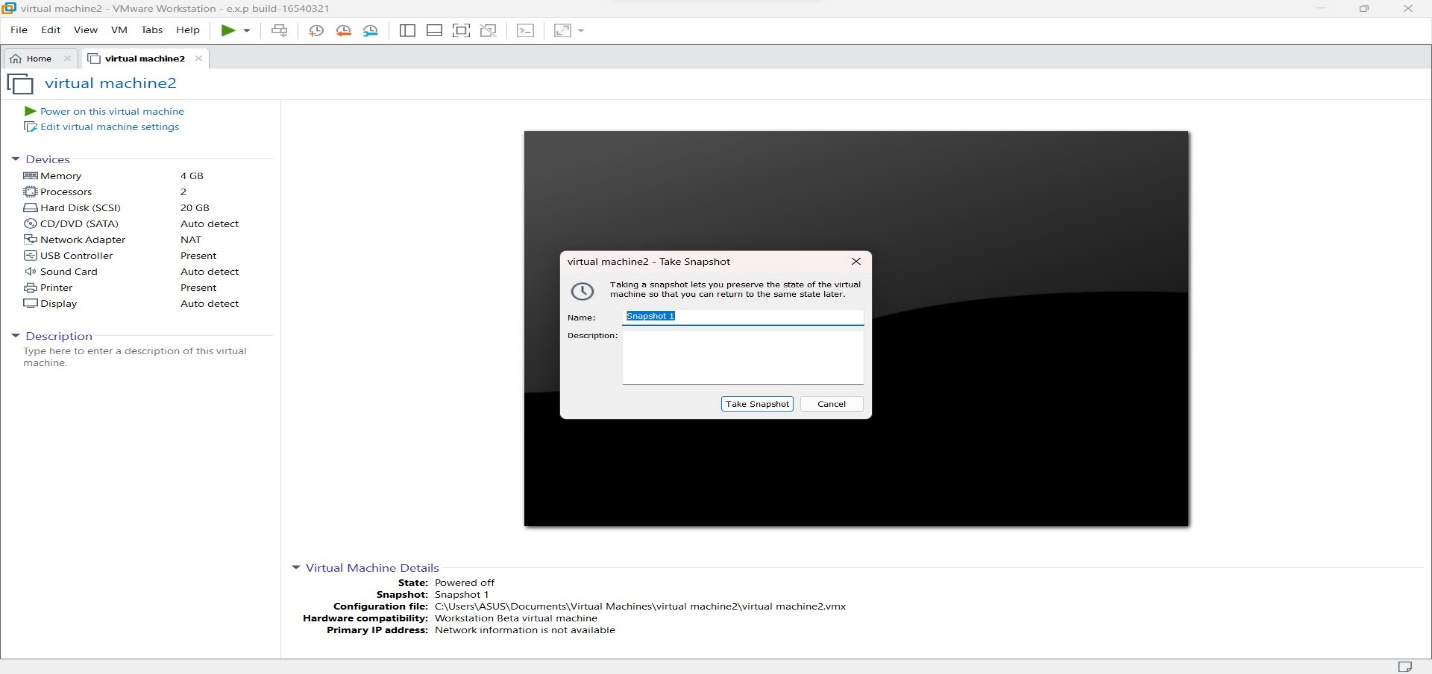 virtual machine2 - VMware Workstation - e.x.p build-16540321
File Edit View VM Tabs Help
Home virtual machine2
virtual machine2
Power on this virtual machine
Edit virtual machine settings
Devices
Memory 4 GB
Processors 2
Hard Disk (SCSI) 20 GB
CD/DVD (SATA) Auto detect
Network Adapter NAT
USB Controller Present
Sound Card Auto detect
Printer Present
Display Auto detect
Description
Type here to enter a description of this virtual
machine.
virtual machine2 - Take Snapshot
Taking a snapshot lets you preserve the state of the virtual
machine so that you can return to the same state later.
Name: Snapshot 1
Description:
Take Snapshot Cancel
Virtual Machine Details
State: Powered off
Snapshot: Snapshot 1
Configuration file: C:\Users\ASUS\Documents\Virtual Machines\virtual machine2\virtual machine2.vmx
Hardware compatibility: Workstation Beta virtual machine
Primary IP address: Network information is not available